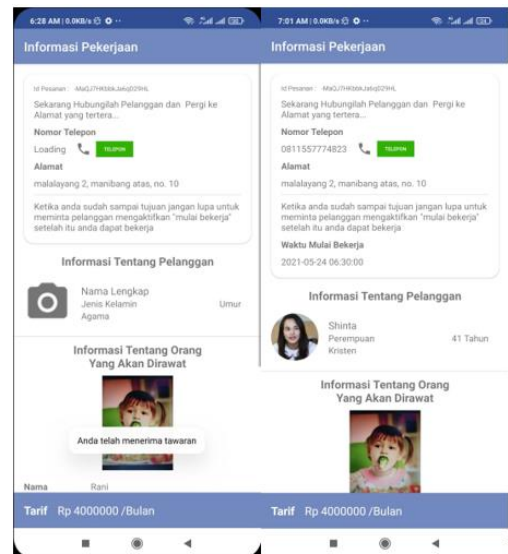 6:28 AM | 0.0KB/s
Informasi Pekerjaan
Id Pesanan :
Sekarang Hubungilah Pelanggan dan Pergi ke
Alamat yang tertera...
Nomor Telepon
Loading
TELEPON
Alamat
malalayang 2, manibang atas, no. 10
Ketika anda sudah sampai tujuan jangan lupa untuk
meminta pelanggan mengaktifkan "mulai bekerja"
setelah itu anda dapat bekerja
Informasi Tentang Pelanggan
Nama Lengkap
Jenis Kelamin
Umur
Agama
Informasi Tentang Orang
Yang Akan Dirawat
Anda telah menerima tawaran
Nama Rani
Tarif Rp 4000000 /Bulan
7:01 AM | 0.0KB/s
Informasi Pekerjaan
Id Pesanan :
Sekarang Hubungilah Pelanggan dan Pergi ke
Alamat yang tertera...
Nomor Telepon
0811557774823
TELEPON
Alamat
malalayang 2, manibang atas, no. 10
Ketika anda sudah sampai tujuan jangan lupa untuk
meminta pelanggan mengaktifkan "mulai bekerja"
setelah itu anda dapat bekerja
Waktu Mulai Bekerja
2021-05-24 06:30:00
Informasi Tentang Pelanggan
Shinta
Perempuan
41 Tahun
Kristen
Informasi Tentang Orang
Yang Akan Dirawat
Tarif Rp 4000000 /Bulan